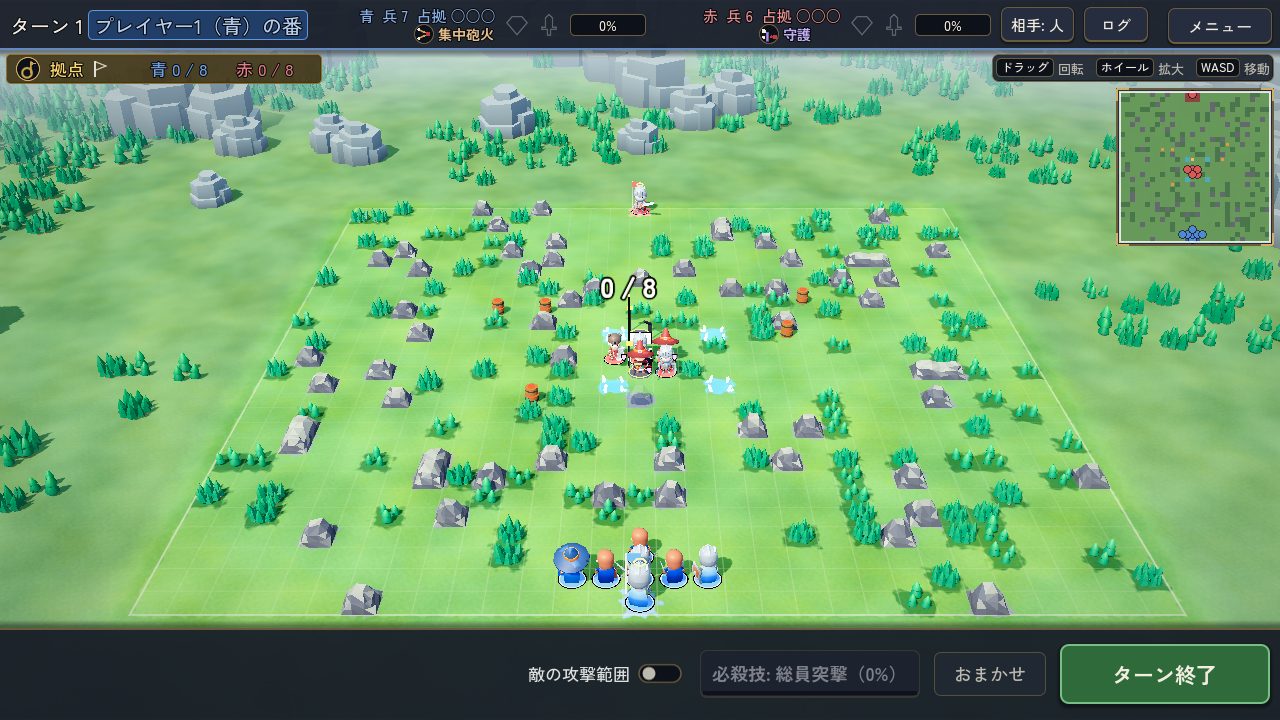 ターン 1 プレイヤー1（青）の番
青 兵 7 占拠 〇〇〇
集中砲火
0%
赤 兵 6 占拠 〇〇〇
守護
0%
相手: 人
ログ
メニュー
拠点 青 0 / 8 赤 0 / 8
ドラッグ 回転 ホイール 拡大 WASD 移動
0 / 8
敵の攻撃範囲
必殺技: 総員突撃（0%）
おまかせ
ターン終了